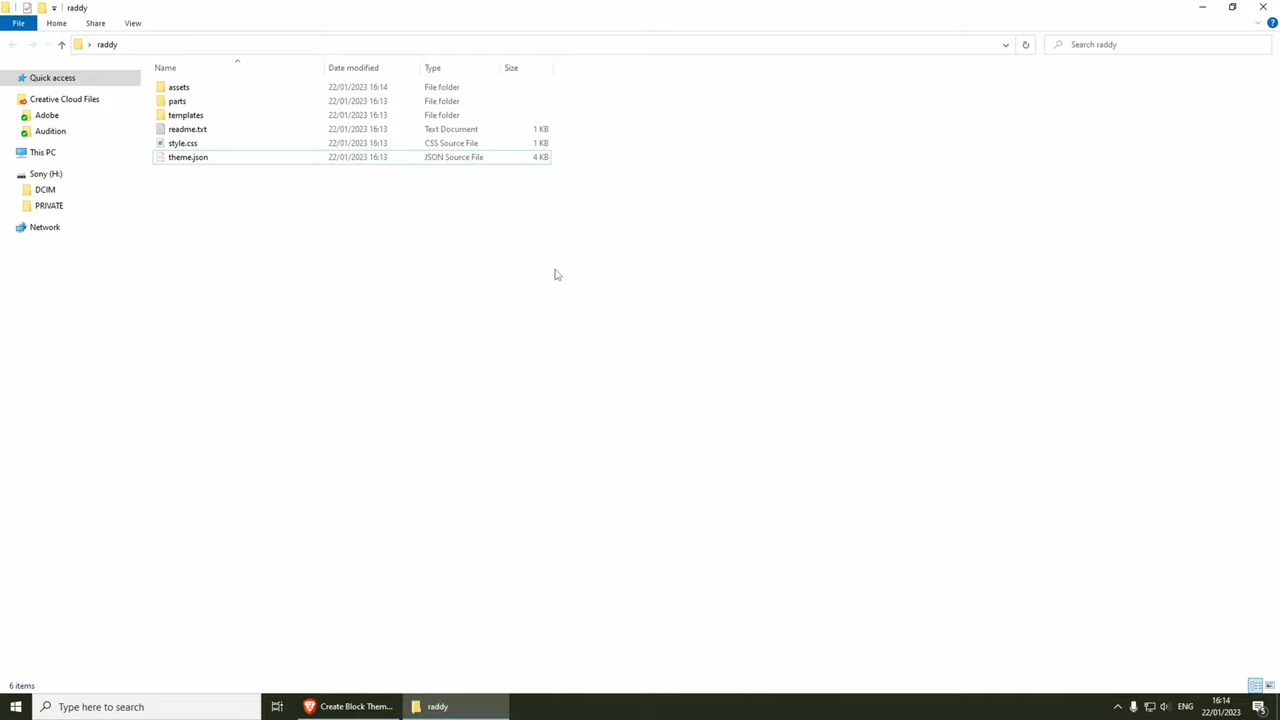 raddy
File Home Share View
raddy Search raddy
Name Date modified Type Size
Quick access
Creative Cloud Files
Adobe
Audition
This PC
Sony (H:)
DCIM
PRIVATE
Network
assets 22/01/2023 16:14 File folder
parts 22/01/2023 16:13 File folder
templates 22/01/2023 16:13 File folder
readme.txt 22/01/2023 16:13 Text Document 1 KB
style.css 22/01/2023 16:13 CSS Source File 1 KB
theme.json 22/01/2023 16:13 JSON Source File 4 KB
6 items
Type here to search Create Block Them... raddy ENG 16:14
22/01/2023 5